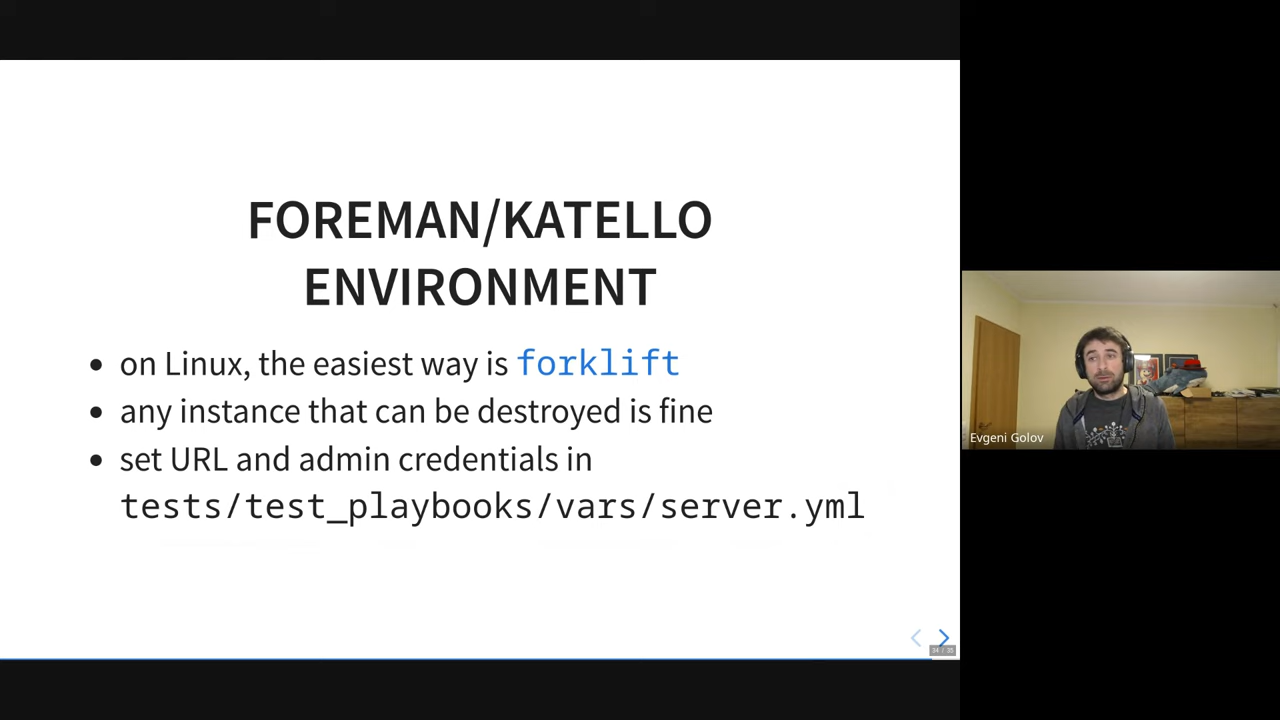 FOREMAN/KATELLO
ENVIRONMENT
on Linux, the easiest way is forklift
any instance that can be destroyed is fine
set URL and admin credentials in
tests/test_playbooks/vars/server.yml
Evgeni Golov